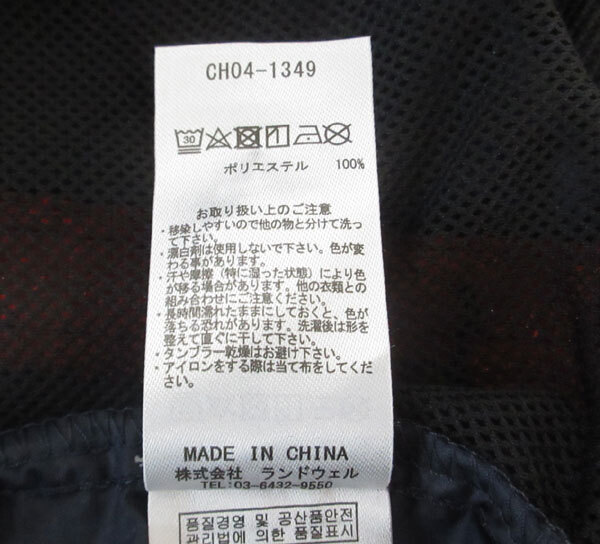 CH04-1349
30
ポリエステル 100%
お取り扱い上のご注意
・移染しやすいので他の物と分けて洗っ
て下さい。
・漂白剤は使用しないで下さい。色が変
わる事があります。
・汗や摩擦（特に湿った状態）により色
が移る場合があります。他の衣類との
組み合わせにご注意ください。
・長時間濡れたままにしておくと、色が
落ちる恐れがあります。洗濯後は形を
整えて直ぐに干して下さい。
・タンブラー乾燥はお避け下さい。
・アイロンをする際は当て布をしてくだ
さい。
MADE IN CHINA
株式会社 ランドウェル
TEL:03-6432-9550
품질경영 및 공산품안전
관리법에 의한 품질표시